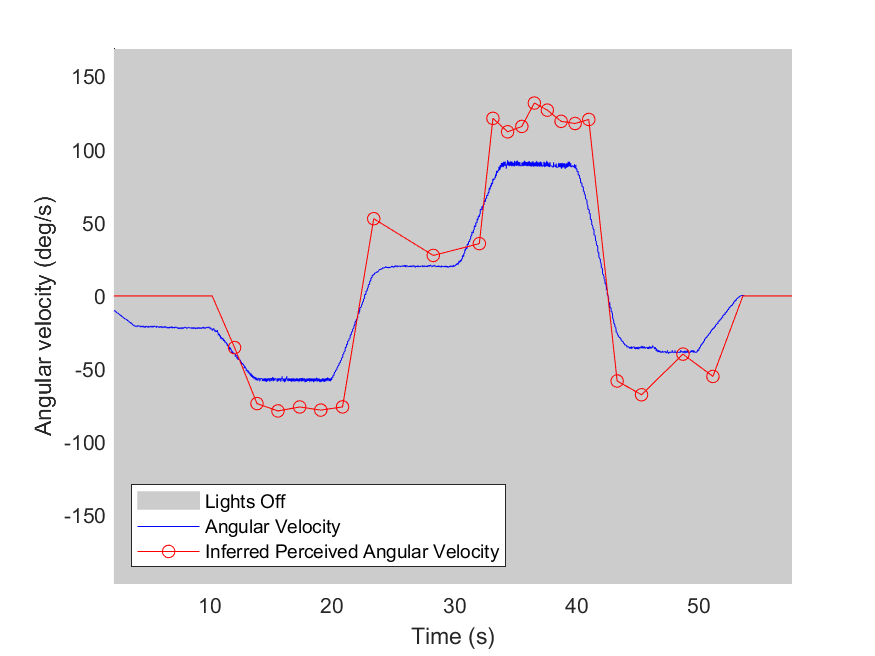 150
100
50
0
-50
-100
-150
Angular velocity (deg/s)
Lights Off
Angular Velocity
Inferred Perceived Angular Velocity
10 20 30 40 50
Time (s)